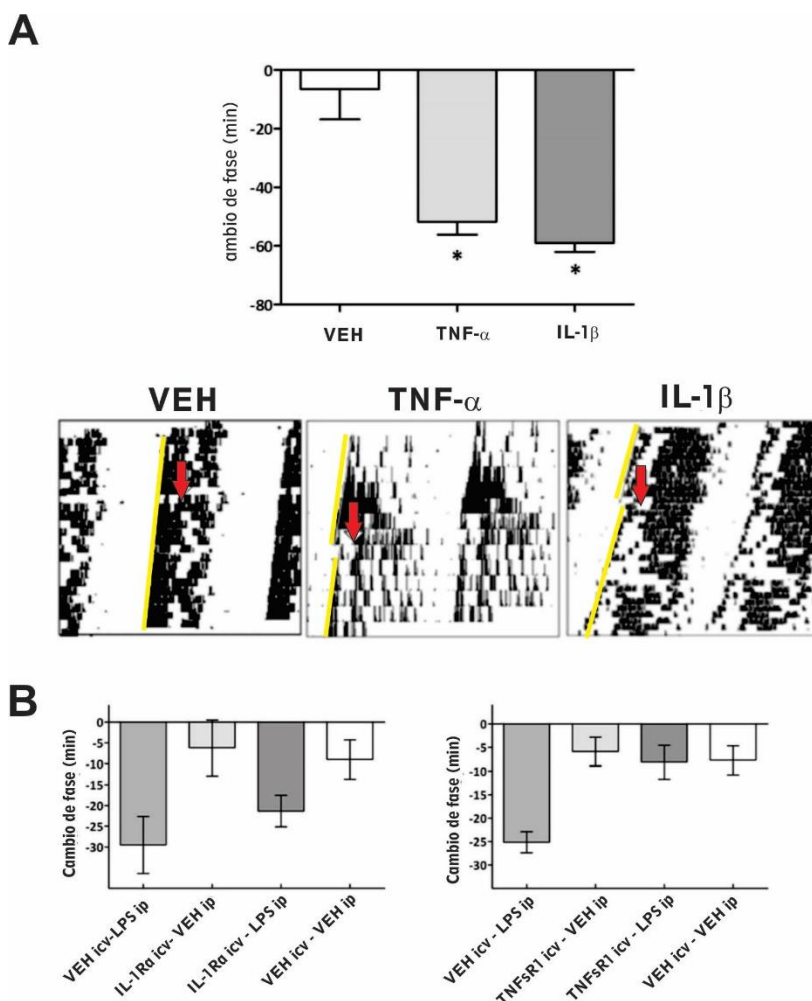 A
ambio de fase (min)
0
-20
-40
-60
-80
*
*
VEH
TNF-α
IL-1β
VEH
TNF-α
IL-1β
B
Cambio de fase (min)
0
-5
-10
-15
-20
-25
-30
VEH icv-LPS ip
IL-1Ra icv- VEH ip
IL-1Ra icv - LPS ip
VEH icv - VEH ip
Cambio de fase (min)
0
-5
-10
-15
-20
-25
-30
VEH icv - LPS ip
TNFsR1 icv - VEH ip
TNFsR1 icv - LPS ip
VEH icv - VEH ip